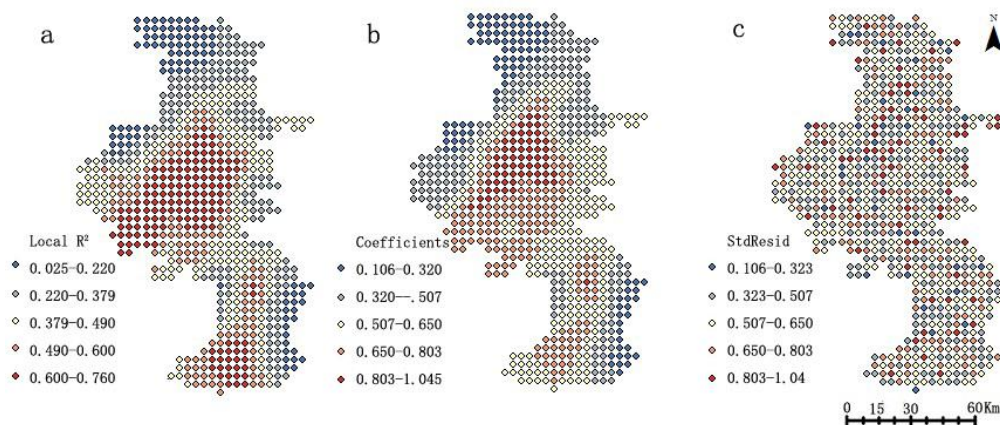 a
b
c
N
Local R²
0.025-0.220
0.220-0.379
0.379-0.490
0.490-0.600
0.600-0.760
Coefficients
0.106-0.320
0.320--.507
0.507-0.650
0.650-0.803
0.803-1.045
StdResid
0.106-0.323
0.323-0.507
0.507-0.650
0.650-0.803
0.803-1.04
0 15 30 60Km